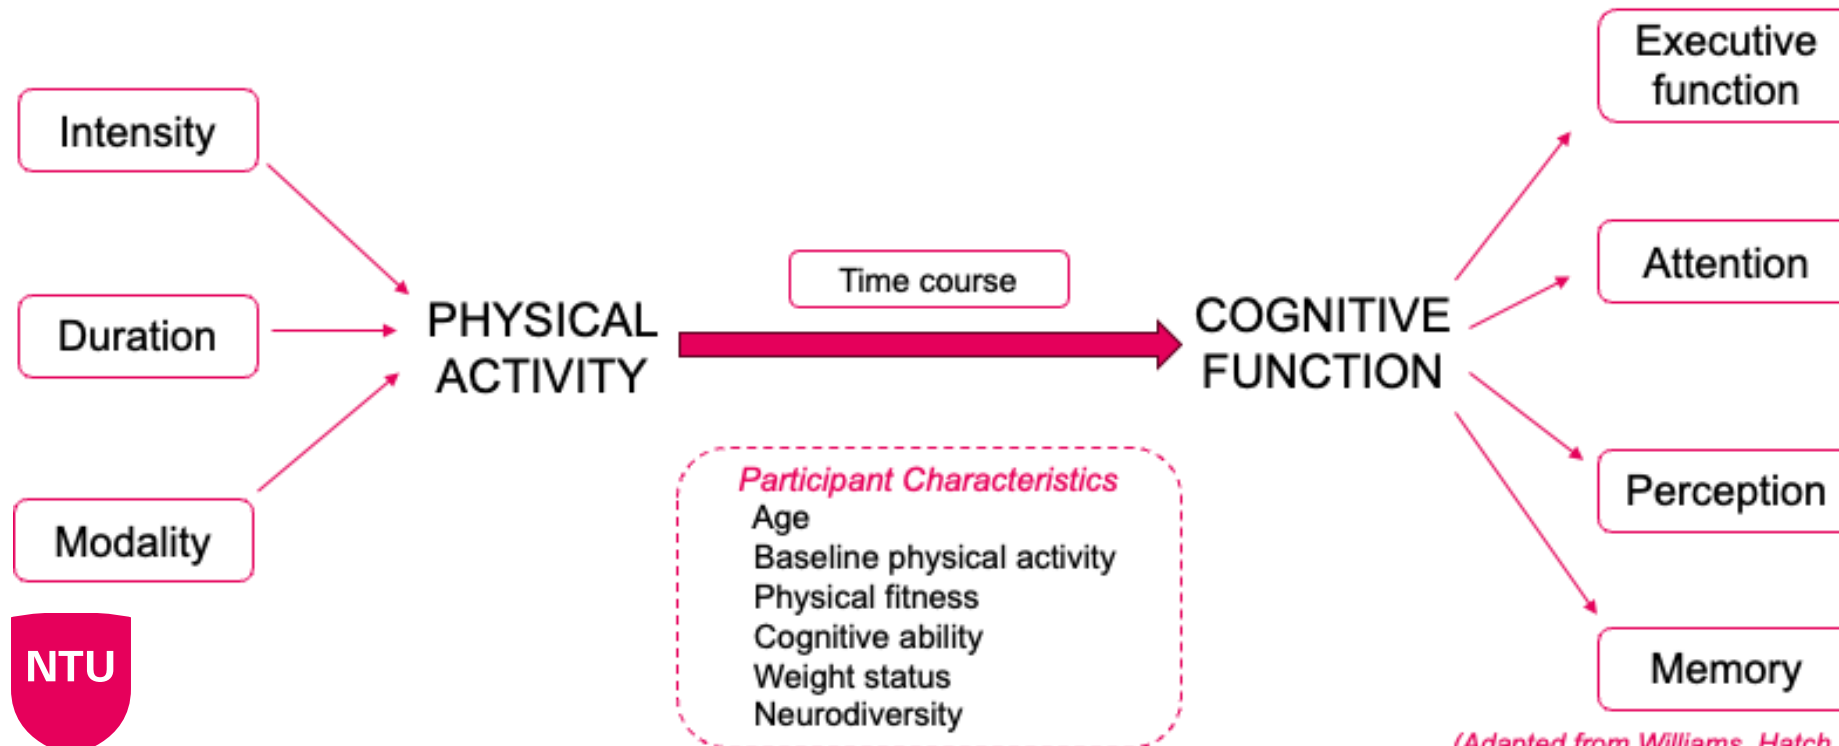 Intensity
Duration
Modality
PHYSICAL
ACTIVITY
Time course
COGNITIVE
FUNCTION
Participant Characteristics
Age
Baseline physical activity
Physical fitness
Cognitive ability
Weight status
Neurodiversity
Executive
function
Attention
Perception
Memory
NTU
(Adapted from Williams, Hatch